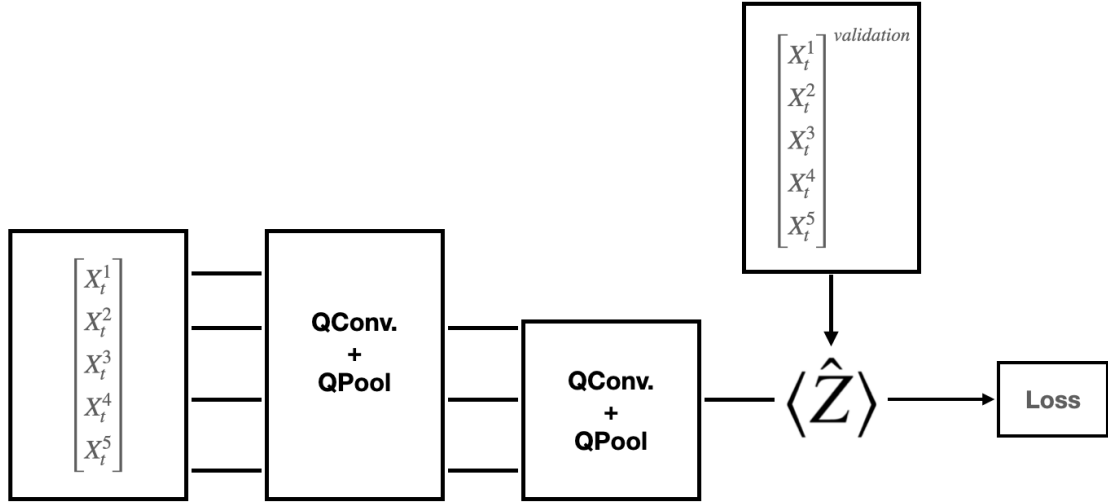 X_t^1
X_t^2
X_t^3
X_t^4
X_t^5
QConv.
+
QPool
QConv.
+
QPool
validation
X_t^1
X_t^2
X_t^3
X_t^4
X_t^5
⟨Ẑ⟩
Loss